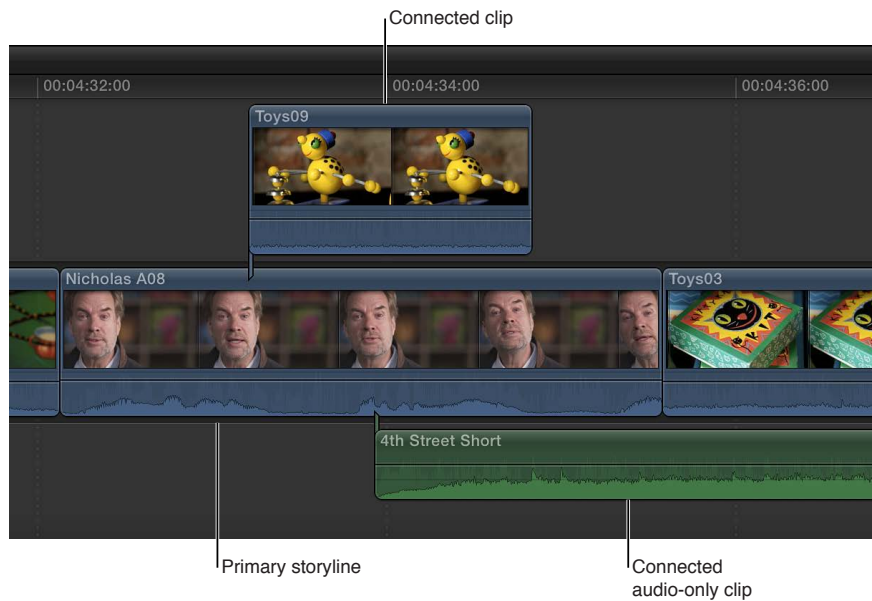 Connected clip
00:04:32:00
00:04:34:00
00:04:36:00
Toys09
Nicholas A08
Toys03
4th Street Short
Primary storyline
Connected
audio-only clip